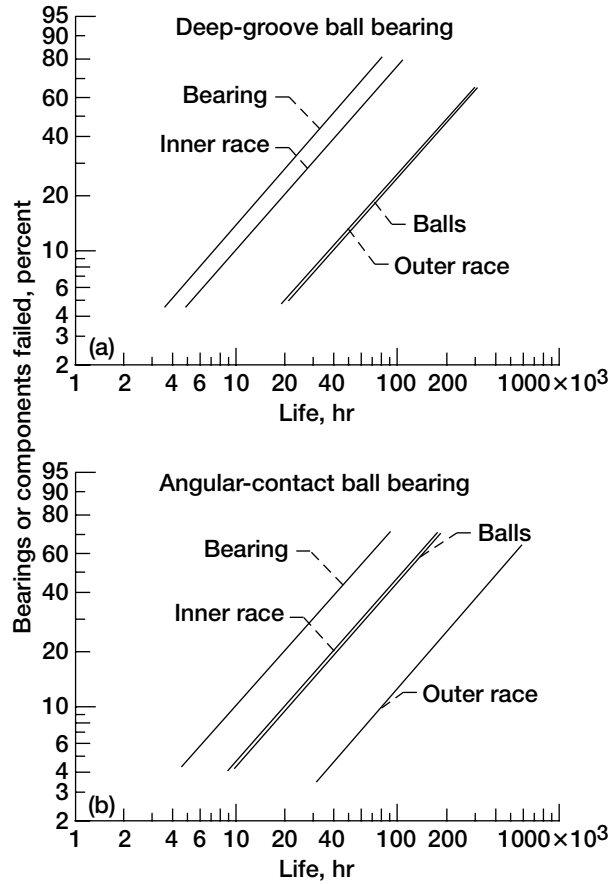 Bearings or components failed, percent
95
90
80
60
40
20
10
6
4
3
2
Deep-groove ball bearing
Bearing
Inner race
Balls
Outer race
(a)
1 2 4 6 10 20 40 100 200 1000×10³
Life, hr
95
90
80
60
40
20
10
6
4
3
2
Angular-contact ball bearing
Balls
Bearing
Inner race
Outer race
(b)
1 2 4 6 10 20 40 100 200 1000×10³
Life, hr